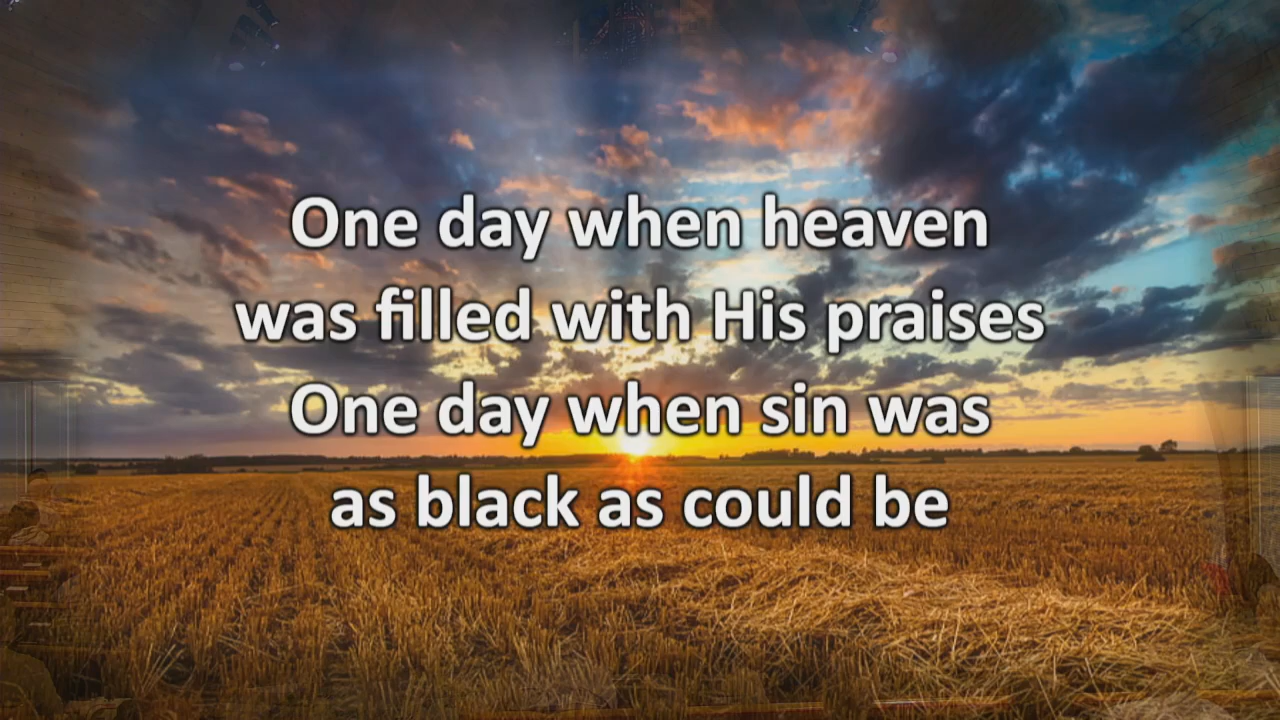 One day when heaven
was filled with His praises
One day when sin was
as black as could be